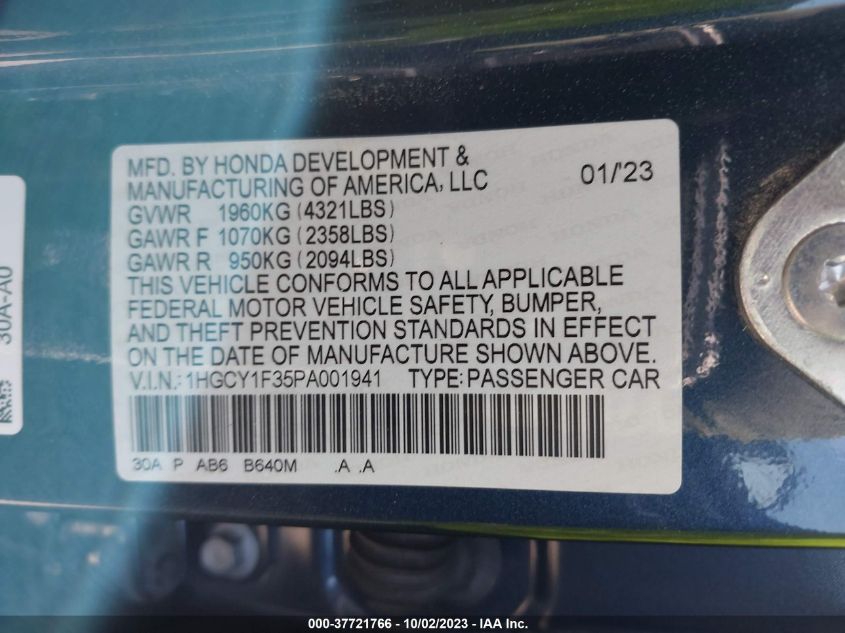 MFD. BY HONDA DEVELOPMENT &
MANUFACTURING OF AMERICA, LLC 01/'23
GVWR 1960KG (4321LBS)
GAWR F 1070KG (2358LBS)
GAWR R 950KG (2094LBS)
THIS VEHICLE CONFORMS TO ALL APPLICABLE
FEDERAL MOTOR VEHICLE SAFETY, BUMPER,
AND THEFT PREVENTION STANDARDS IN EFFECT
ON THE DATE OF MANUFACTURE SHOWN ABOVE.
V.I.N.: 1HGCY1F35PA001941 TYPE: PASSENGER CAR
30A P AB6 B640M .A .A
30A-A0
000-37721766 - 10/02/2023 - IAAI.com